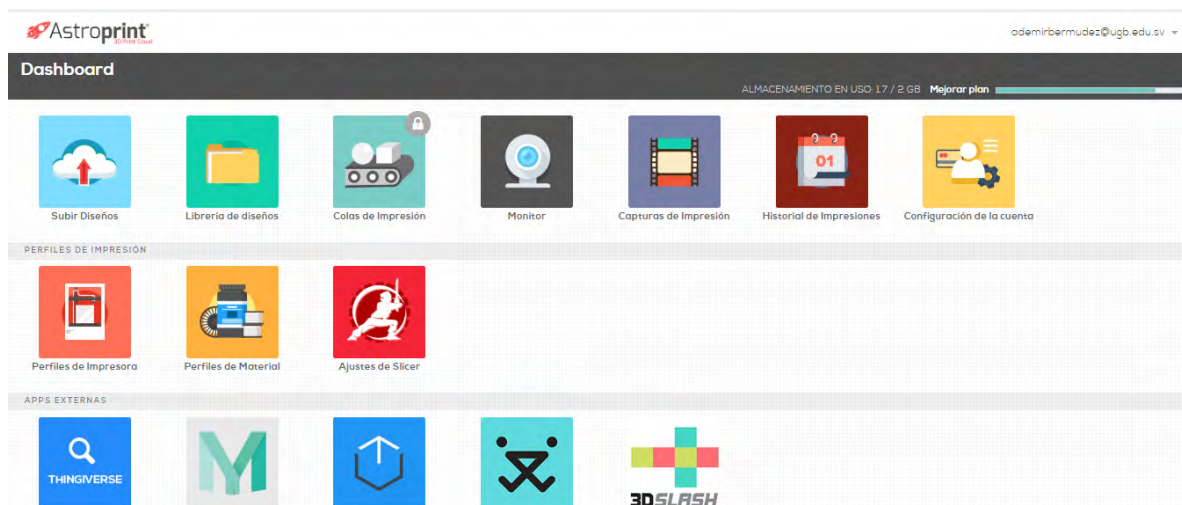 Astroprint
3D Print Cloud
ademirbermudez@ugb.edu.sv
Dashboard
ALMACENAMIENTO EN USO: 1.7 / 2 GB Mejorar plan
01
Subir Diseños
Librería de diseños
Colas de Impresión
Monitor
Capturas de Impresión
Historial de Impresiones
Configuración de la cuenta
PERFILES DE IMPRESIÓN
Perfiles de Impresora
Perfiles de Material
Ajustes de Slicer
APPS EXTERNAS
THINGIVERSE
3DSLASH